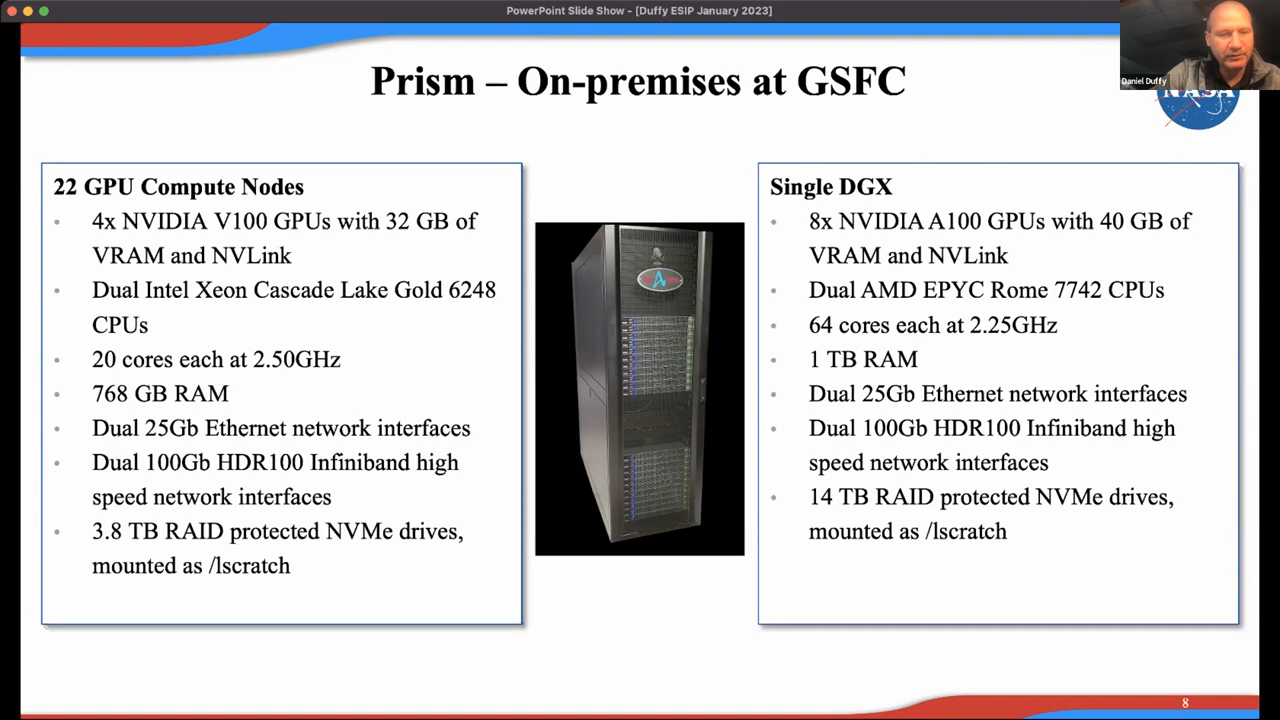 PowerPoint Slide Show - [Duffy ESIP January 2023]
Daniel Duffy
NASA
Prism – On-premises at GSFC
22 GPU Compute Nodes
• 4x NVIDIA V100 GPUs with 32 GB of
VRAM and NVLink
• Dual Intel Xeon Cascade Lake Gold 6248
CPUs
• 20 cores each at 2.50GHz
• 768 GB RAM
• Dual 25Gb Ethernet network interfaces
• Dual 100Gb HDR100 Infiniband high
speed network interfaces
• 3.8 TB RAID protected NVMe drives,
mounted as /lscratch
Single DGX
• 8x NVIDIA A100 GPUs with 40 GB of
VRAM and NVLink
• Dual AMD EPYC Rome 7742 CPUs
• 64 cores each at 2.25GHz
• 1 TB RAM
• Dual 25Gb Ethernet network interfaces
• Dual 100Gb HDR100 Infiniband high
speed network interfaces
• 14 TB RAID protected NVMe drives,
mounted as /lscratch
8